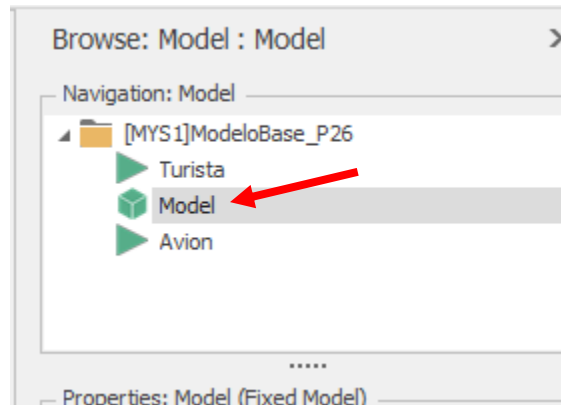 Browse: Model : Model
Navigation: Model
[MYS1]ModeloBase_P26
Turista
Model
Avion
Properties: Model (Fixed Model)